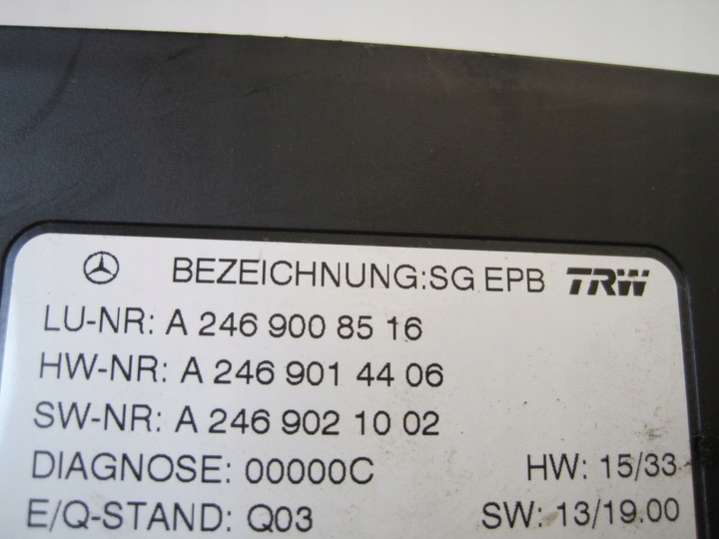 BEZEICHNUNG:SG EPB TRW
LU-NR: A 246 900 85 16
HW-NR: A 246 901 44 06
SW-NR: A 246 902 10 02
DIAGNOSE: 00000C HW: 15/33
E/Q-STAND: Q03 SW: 13/19.00